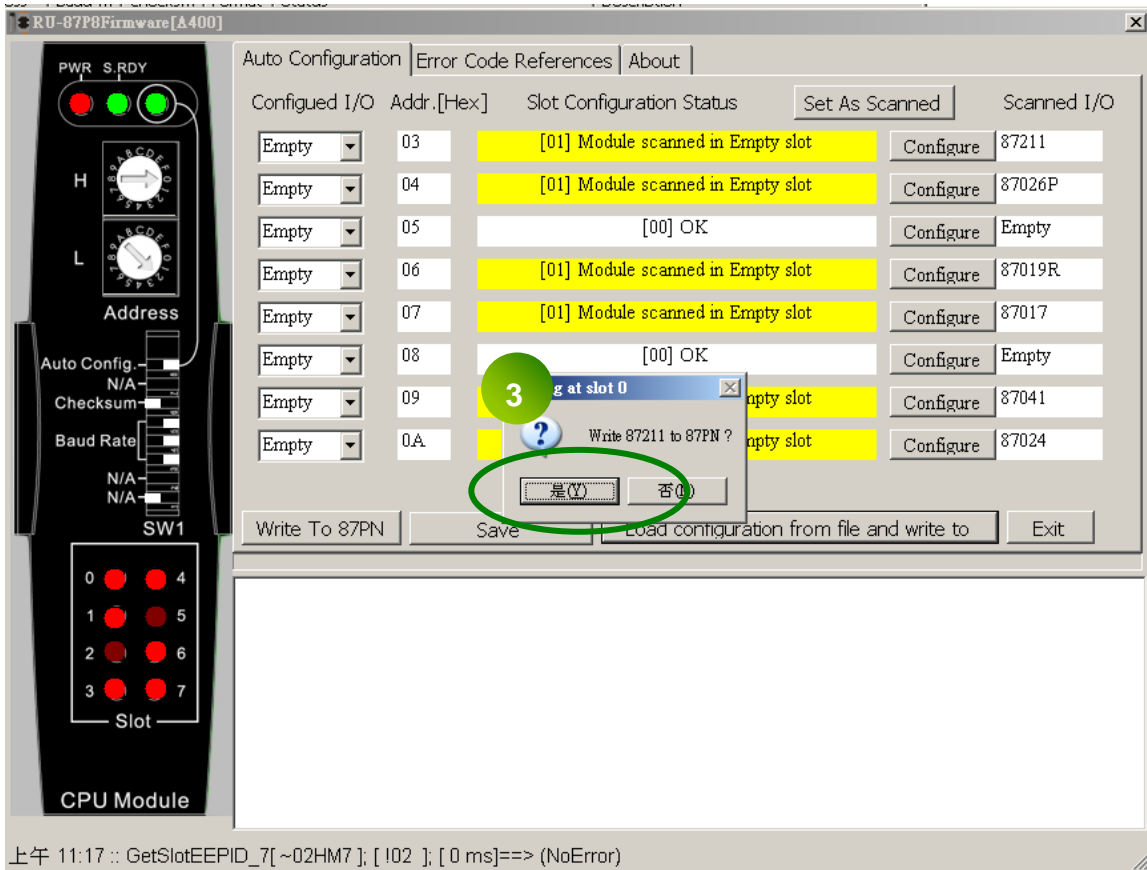 RU-87P8Firmware[A400]
PWR S.RDY
H
L
Address
Auto Config.
N/A
Checksum
Baud Rate
N/A
N/A
SW1
0 4
1 5
2 6
3 7
Slot
CPU Module
Auto Configuration Error Code References About
Configued I/O Addr.[Hex] Slot Configuration Status Set As Scanned Scanned I/O
Empty 03 [01] Module scanned in Empty slot Configure 87211
Empty 04 [01] Module scanned in Empty slot Configure 87026P
Empty 05 [00] OK Configure Empty
Empty 06 [01] Module scanned in Empty slot Configure 87019R
Empty 07 [01] Module scanned in Empty slot Configure 87017
Empty 08 [00] OK Configure Empty
Empty 09 slot Configure 87041
Empty 0A slot Configure 87024
3
at slot 0
Write 87211 to 87PN ?
是(Y) 否(N)
Write To 87PN Save Load configuration from file and write to Exit
上午 11:17 :: GetSlotEEPID_7[ ~02HM7 ]; [ !02 ]; [ 0 ms]==> (NoError)